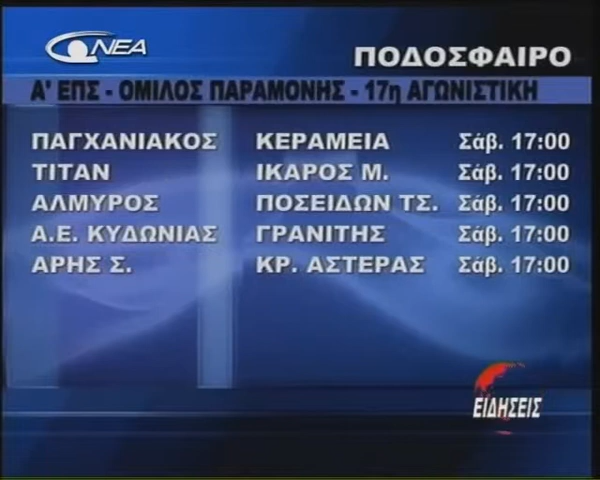 ΝΕΑ
ΠΟΔΟΣΦΑΙΡΟ
Α' ΕΠΣ - ΟΜΙΛΟΣ ΠΑΡΑΜΟΝΗΣ - 17η ΑΓΩΝΙΣΤΙΚΗ
ΠΑΓΧΑΝΙΑΚΟΣ ΚΕΡΑΜΕΙΑ Σάβ. 17:00
ΤΙΤΑΝ ΙΚΑΡΟΣ Μ. Σάβ. 17:00
ΑΛΜΥΡΟΣ ΠΟΣΕΙΔΩΝ ΤΣ. Σάβ. 17:00
Α.Ε. ΚΥΔΩΝΙΑΣ ΓΡΑΝΙΤΗΣ Σάβ. 17:00
ΑΡΗΣ Σ. ΚΡ. ΑΣΤΕΡΑΣ Σάβ. 17:00
ΕΙΔΗΣΕΙΣ